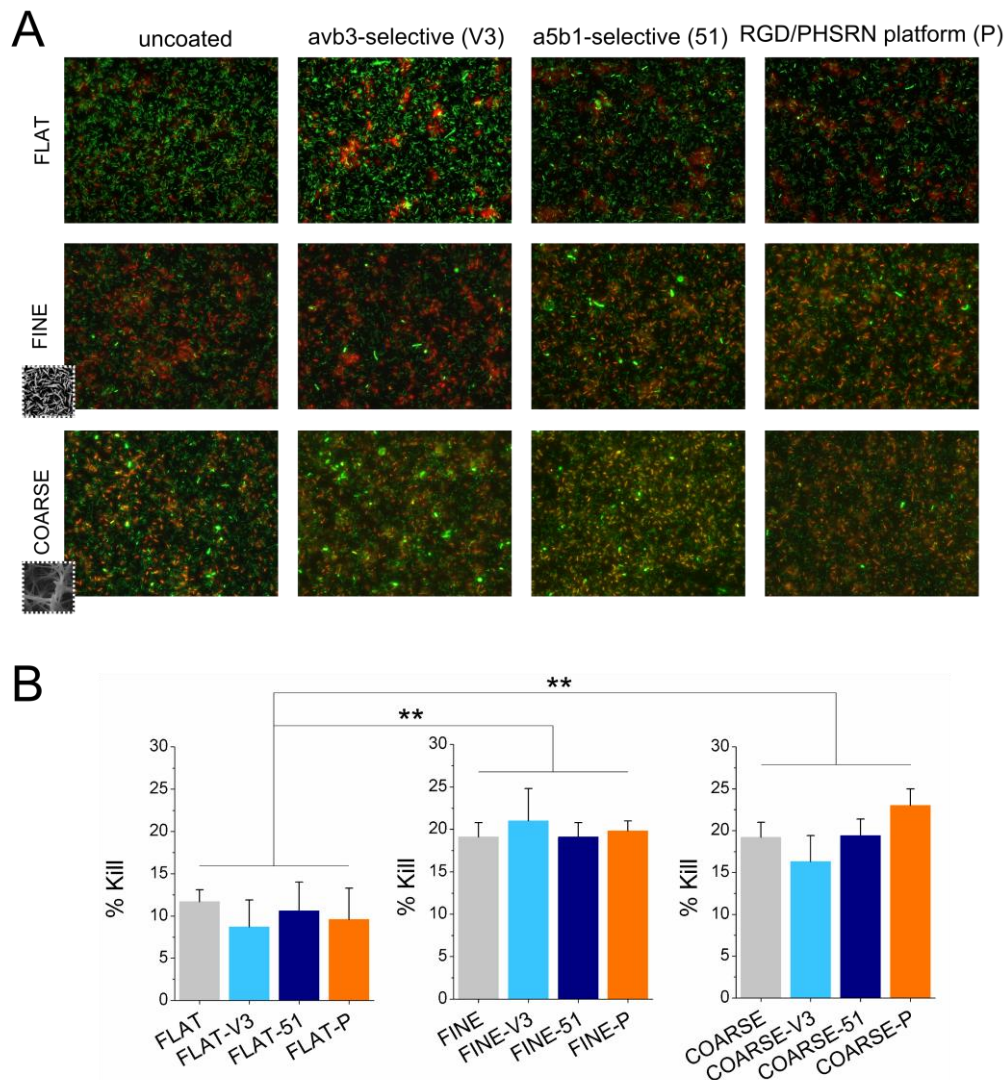 A
uncoated
avb3-selective (V3)
a5b1-selective (51)
RGD/PHSRN platform (P)
FLAT
FINE
COARSE
B
**
**
30
25
20
15
10
5
0
% Kill
FLAT
FLAT-V3
FLAT-51
FLAT-P
30
25
20
15
10
5
0
% Kill
FINE
FINE-V3
FINE-51
FINE-P
30
25
20
15
10
5
0
% Kill
COARSE
COARSE-V3
COARSE-51
COARSE-P